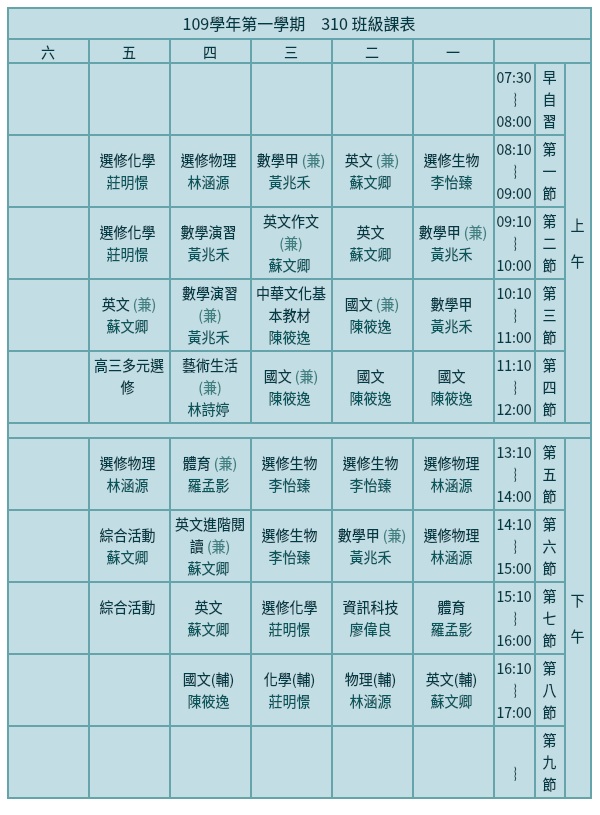 109學年第一學期　310 班級課表
六 五 四 三 二 一
07:30
~
08:00
早
自
習
上
午
選修化學
莊明憬
選修物理
林涵源
數學甲 (兼)
黃兆禾
英文 (兼)
蘇文卿
選修生物
李怡臻
08:10
~
09:00
第
一
節
選修化學
莊明憬
數學演習
黃兆禾
英文作文
(兼)
蘇文卿
英文
蘇文卿
數學甲 (兼)
黃兆禾
09:10
~
10:00
第
二
節
英文 (兼)
蘇文卿
數學演習
(兼)
黃兆禾
中華文化基
本教材
陳筱逸
國文 (兼)
陳筱逸
數學甲
黃兆禾
10:10
~
11:00
第
三
節
高三多元選
修
藝術生活
(兼)
林詩婷
國文 (兼)
陳筱逸
國文
陳筱逸
國文
陳筱逸
11:10
~
12:00
第
四
節
選修物理
林涵源
體育 (兼)
羅孟影
選修生物
李怡臻
選修生物
李怡臻
選修物理
林涵源
13:10
~
14:00
第
五
節
下
午
綜合活動
蘇文卿
英文進階閱
讀 (兼)
蘇文卿
選修生物
李怡臻
數學甲 (兼)
黃兆禾
選修物理
林涵源
14:10
~
15:00
第
六
節
綜合活動
英文
蘇文卿
選修化學
莊明憬
資訊科技
廖偉良
體育
羅孟影
15:10
~
16:00
第
七
節
國文(輔)
陳筱逸
化學(輔)
莊明憬
物理(輔)
林涵源
英文(輔)
蘇文卿
16:10
~
17:00
第
八
節
~
第
九
節